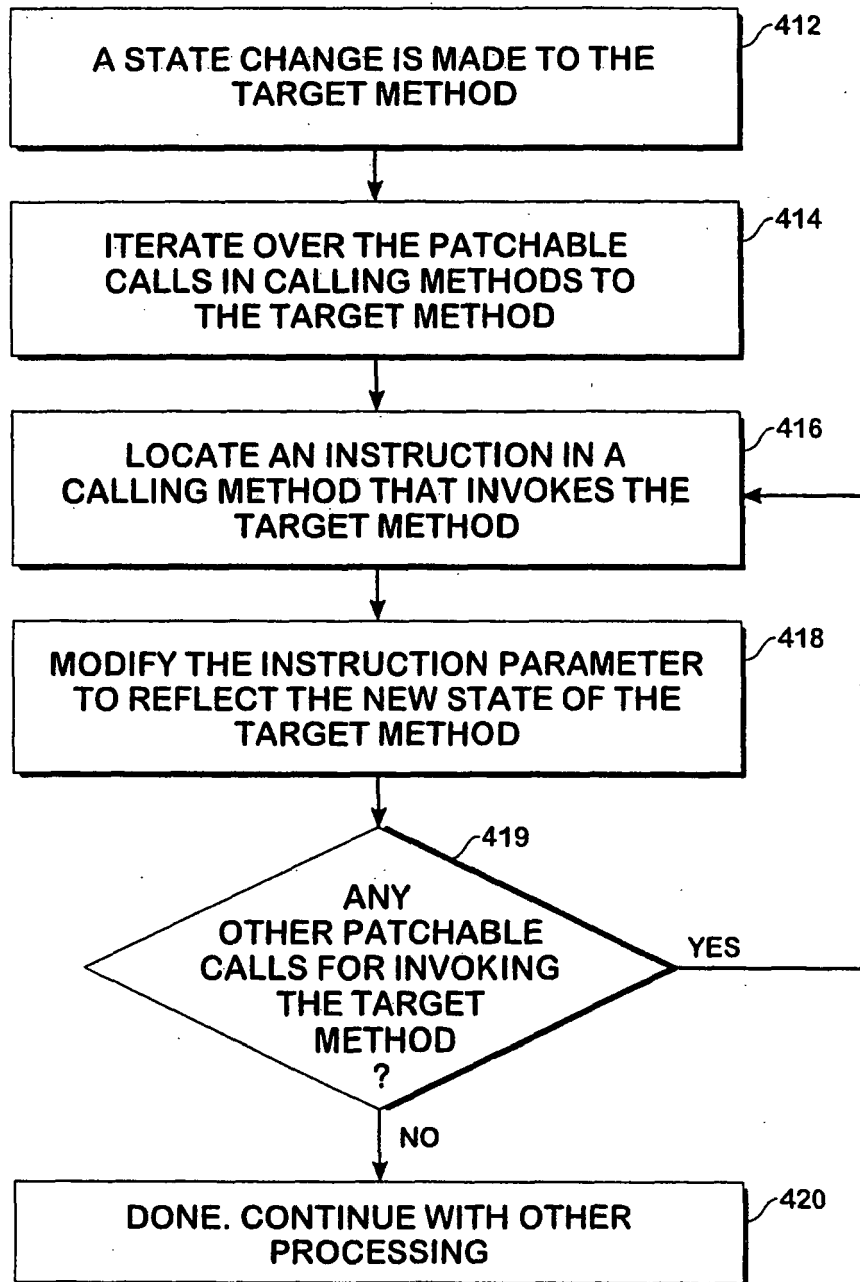 412
A STATE CHANGE IS MADE TO THE
TARGET METHOD
414
ITERATE OVER THE PATCHABLE
CALLS IN CALLING METHODS TO
THE TARGET METHOD
416
LOCATE AN INSTRUCTION IN A
CALLING METHOD THAT INVOKES THE
TARGET METHOD
418
MODIFY THE INSTRUCTION PARAMETER
TO REFLECT THE NEW STATE OF THE
TARGET METHOD
419
ANY
OTHER PATCHABLE
CALLS FOR INVOKING
THE TARGET
METHOD
?
YES
NO
420
DONE. CONTINUE WITH OTHER
PROCESSING